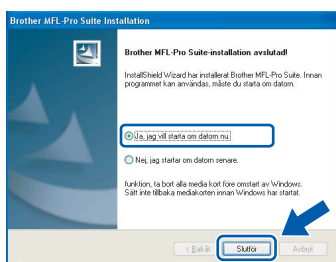 Brother MFL-Pro Suite Installation
Brother MFL-Pro Suite-installation avslutad!
InstallShield Wizard har installerat Brother MFL-Pro Suite. Innan
programmet kan användas, måste du starta om datorn.
Ja, jag vill starta om datorn nu.
Nej, jag startar om datorn senare.
funktion, ta bort alla media kort före omstart av Windows.
Sätt inte tillbaka mediakorten innan Windows har startat.
< Bakåt
Slutför
Avbryt